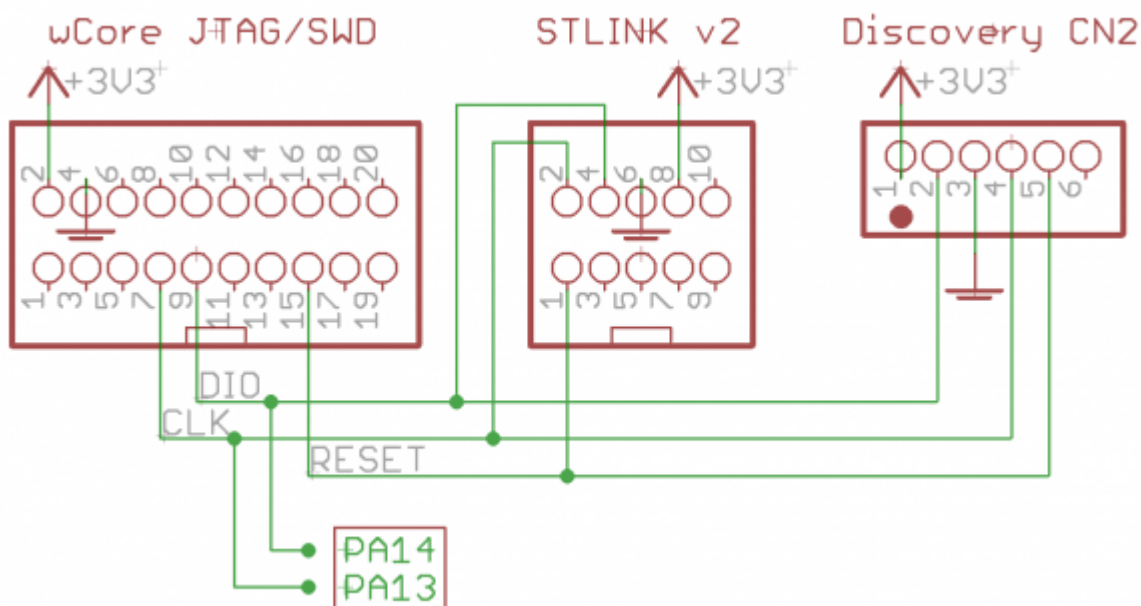 wCore JTAG/SWD
STLINK v2
Discovery CN2
+3V3
+3V3
+3V3
2 4 6 8 10 12 14 16 18 20
1 3 5 7 9 11 13 15 17 19
2 4 6 8 10
1 3 5 7 9
1 2 3 4 5 6
DIO
CLK
RESET
PA14
PA13